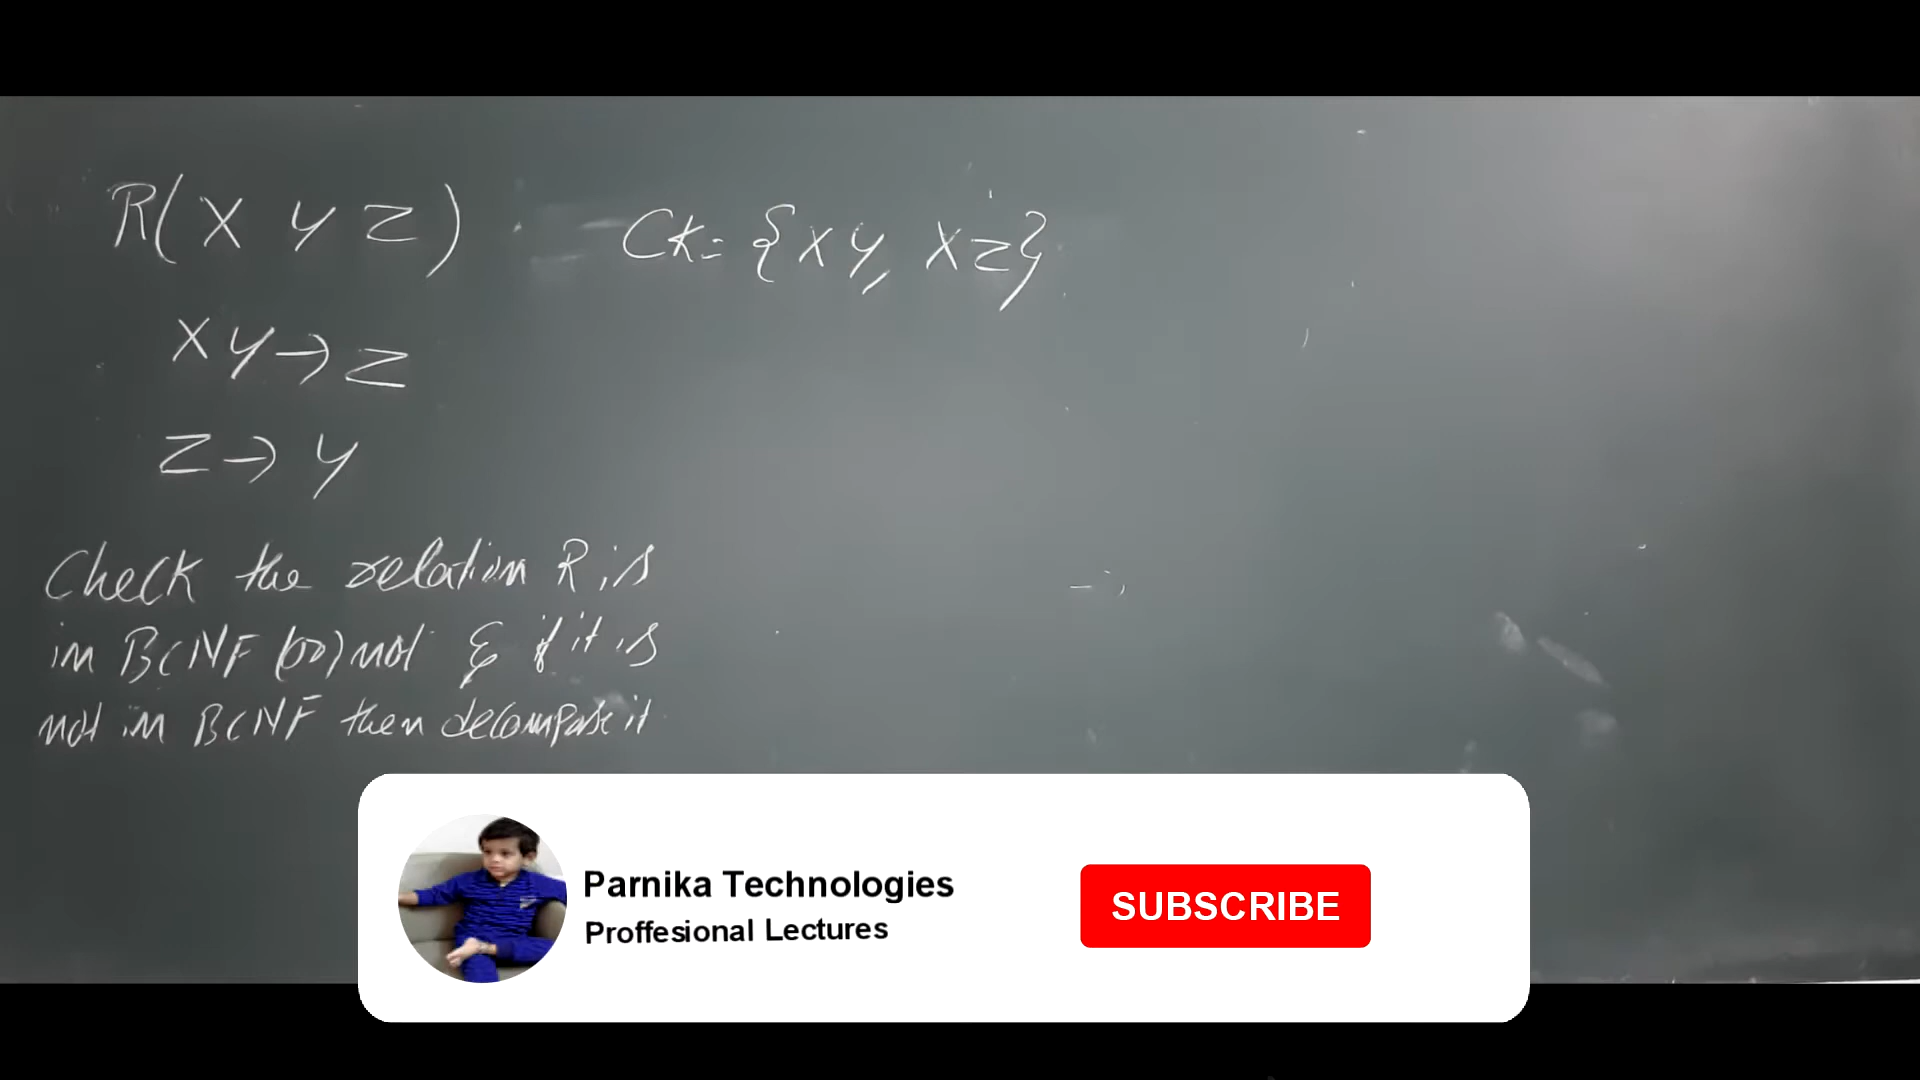 R(X Y Z)
CK = {XY, XZ}
XY → Z
Z → Y
Check the relation R is
in BCNF (or) not & if it is
not in BCNF then decompose it
Parnika Technologies
Proffesional Lectures
SUBSCRIBE